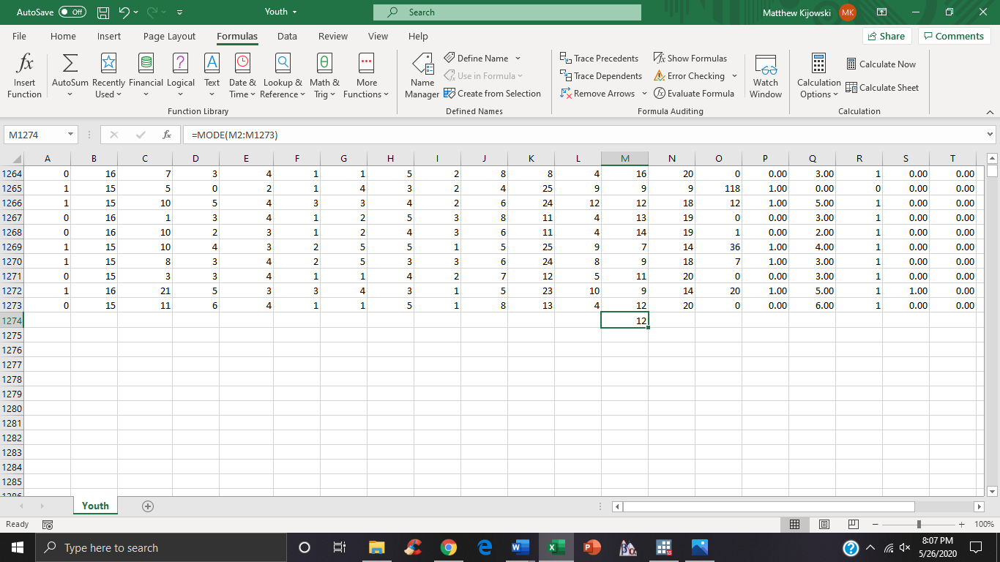 AutoSave Off Youth Search Matthew Kijowski MK
File Home Insert Page Layout Formulas Data Review View Help Share Comments
fx Σ ? A θ
Insert Function AutoSum Recently Used Financial Logical Text Date & Time Lookup & Reference Math & Trig More Functions
Function Library
Name Manager
Define Name
Use in Formula
Create from Selection
Defined Names
Trace Precedents
Trace Dependents
Remove Arrows
Show Formulas
Error Checking
Evaluate Formula
Formula Auditing
Watch Window
Calculation Options
Calculate Now
Calculate Sheet
Calculation
M1274 fx =MODE(M2:M1273)
A B C D E F G H I J K L M N O P Q R S T
1264 0 16 7 3 4 1 1 5 2 8 8 4 16 20 0 0.00 3.00 1 0.00 0.00
1265 1 15 5 0 2 1 4 3 2 4 25 9 9 9 118 1.00 0.00 0 0.00 0.00
1266 1 15 10 5 4 3 3 4 2 6 24 12 12 18 12 1.00 5.00 1 0.00 0.00
1267 0 16 1 3 4 1 2 5 3 8 11 4 13 19 0 0.00 3.00 1 0.00 0.00
1268 0 16 10 2 3 1 2 4 3 6 11 4 14 19 1 0.00 2.00 1 0.00 0.00
1269 1 15 10 4 3 2 5 5 1 5 25 9 7 14 36 1.00 4.00 1 0.00 0.00
1270 1 15 8 3 4 2 5 3 3 6 24 8 9 18 7 1.00 3.00 1 0.00 0.00
1271 0 15 3 3 4 1 1 4 2 7 12 5 11 20 0 0.00 3.00 1 0.00 0.00
1272 1 16 21 5 3 3 4 3 1 5 23 10 9 14 20 1.00 5.00 1 1.00 0.00
1273 0 15 11 6 4 1 1 5 1 8 13 4 12 20 0 0.00 6.00 1 0.00 0.00
1274 12
1275
1276
1277
1278
1279
1280
1281
1282
1283
1284
1285
1286
Youth
Ready 100%
Type here to search 8:07 PM
5/26/2020